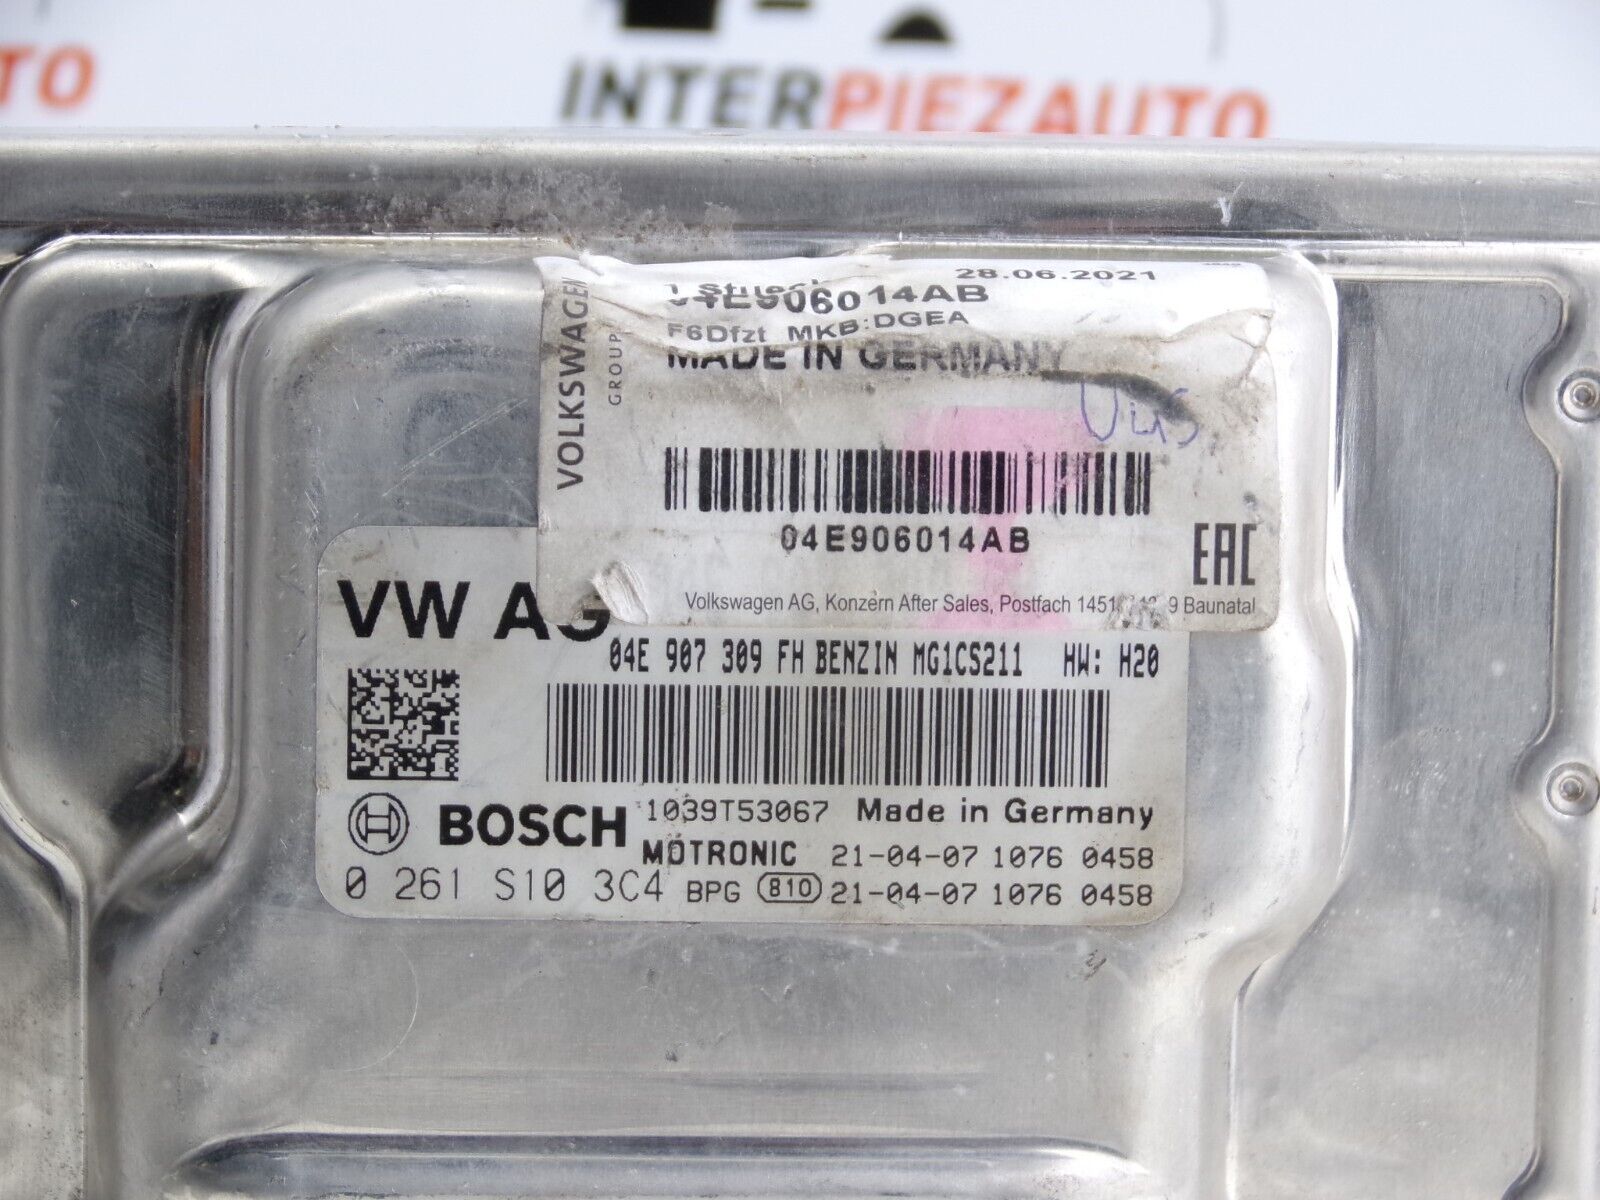 TO
INTERPIEZAUTO
28.06.2021
04E906014AB
F6Dfzt MKB:DGEA
MADE IN GERMANY
VOLKSWAGEN
GROUP
04E906014AB
EAC
Volkswagen AG, Konzern After Sales, Postfach Baunatal
VW AG
04E 907 309 FH BENZIN MG1CS211 HW: H20
BOSCH
1039T53067 Made in Germany
MOTRONIC 21-04-07 1076 0458
0 261 S10 3C4 BPG 810 21-04-07 1076 0458